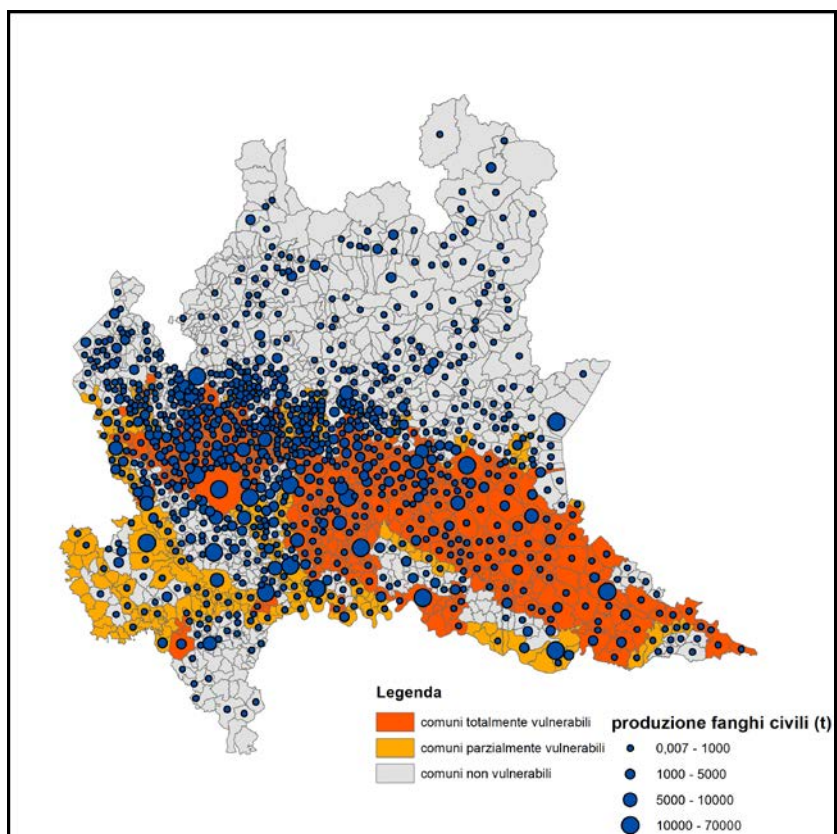 Legenda
comuni totalmente vulnerabili
comuni parzialmente vulnerabili
comuni non vulnerabili
produzione fanghi civili (t)
0,007 - 1000
1000 - 5000
5000 - 10000
10000 - 70000